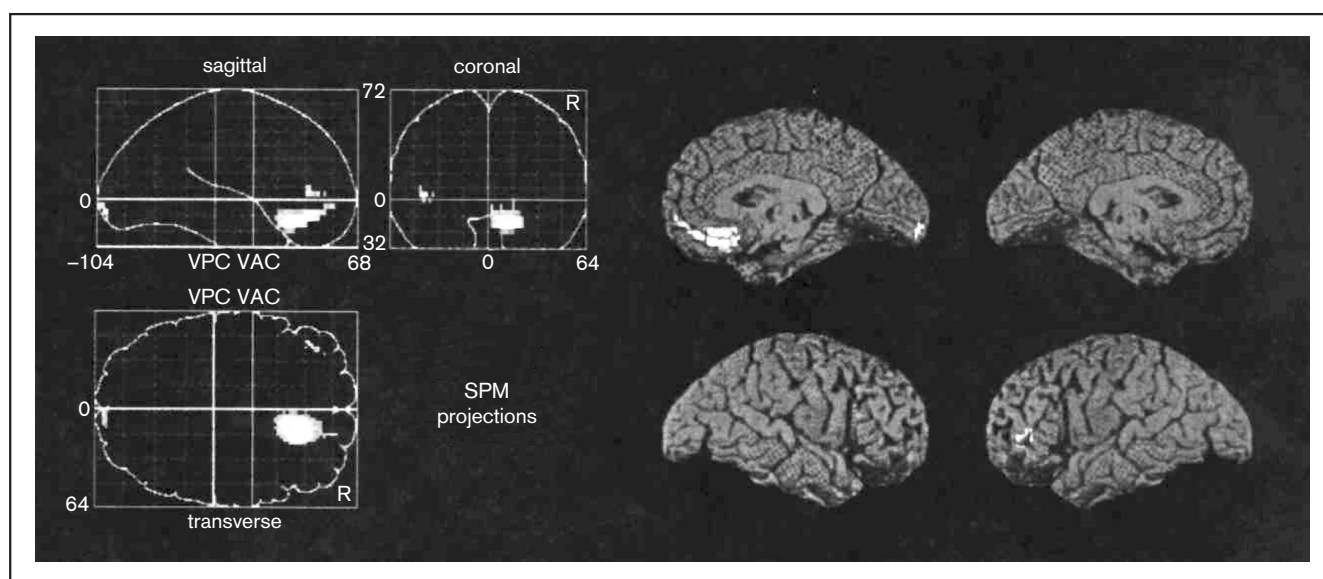 sagittal
coronal
72
R
0
0
32
-104
VPC VAC
68
0
64
VPC VAC
0
SPM
projections
R
64
transverse